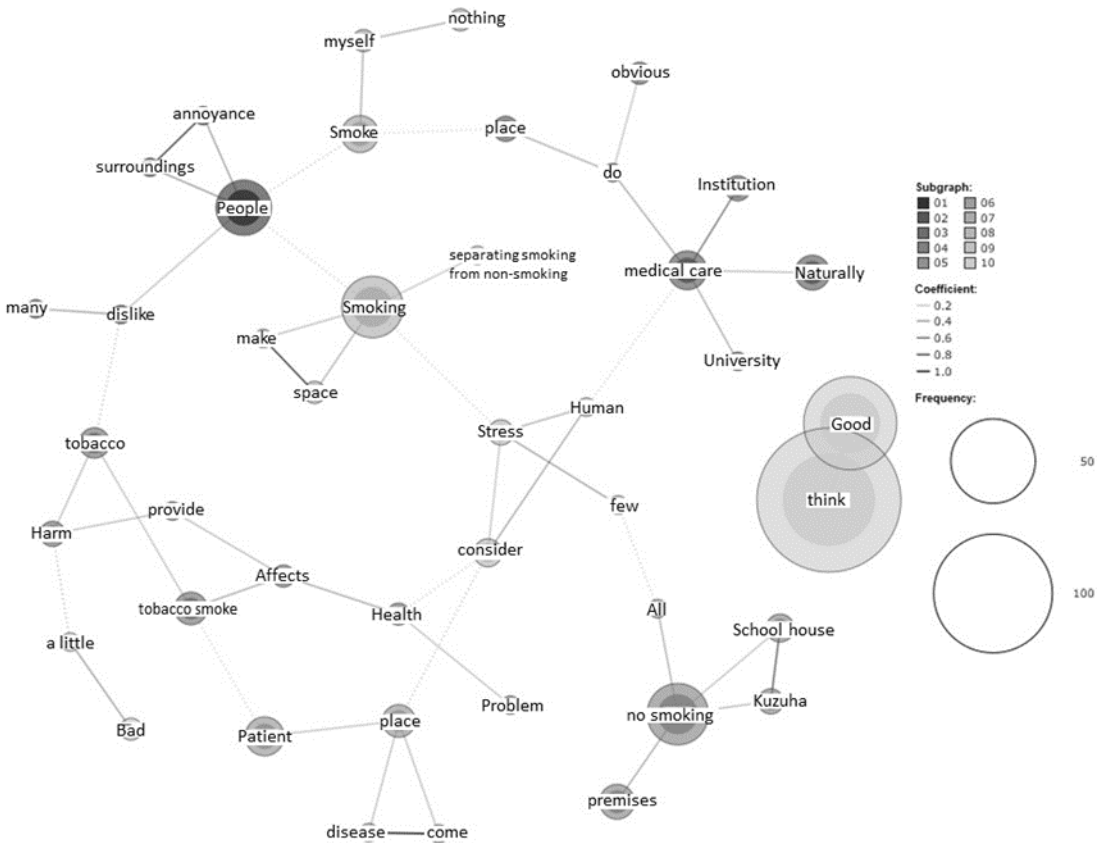 nothing
myself
obvious
annoyance
Smoke
place
surroundings
do
Institution
People
separating smoking
from non-smoking
medical care
Naturally
many
dislike
Smoking
make
space
University
Human
Stress
tobacco
few
provide
Harm
consider
Affects
tobacco smoke
Health
All
School house
a little
Problem
Kuzuha
no smoking
Bad
Patient
place
premises
disease
come
Good
think
Subgraph:
01 06
02 07
03 08
04 09
05 10
Coefficient:
0.2
0.4
0.6
0.8
1.0
Frequency:
50
100